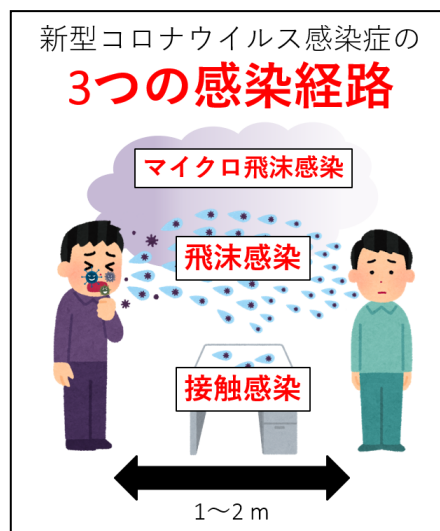 新型コロナウイルス感染症の
3つの感染経路
マイクロ飛沫感染
飛沫感染
接触感染
1～2 m